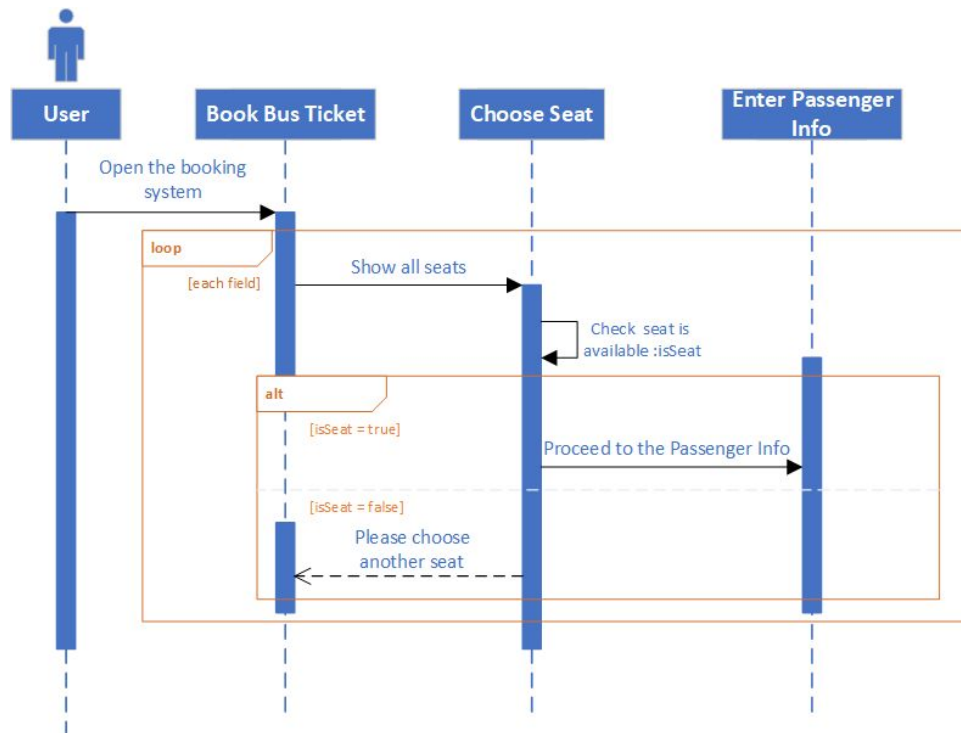 User
Book Bus Ticket
Choose Seat
Enter Passenger
Info
Open the booking
system
loop
[each field]
Show all seats
Check seat is
available :isSeat
alt
[isSeat = true]
Proceed to the Passenger Info
[isSeat = false]
Please choose
another seat